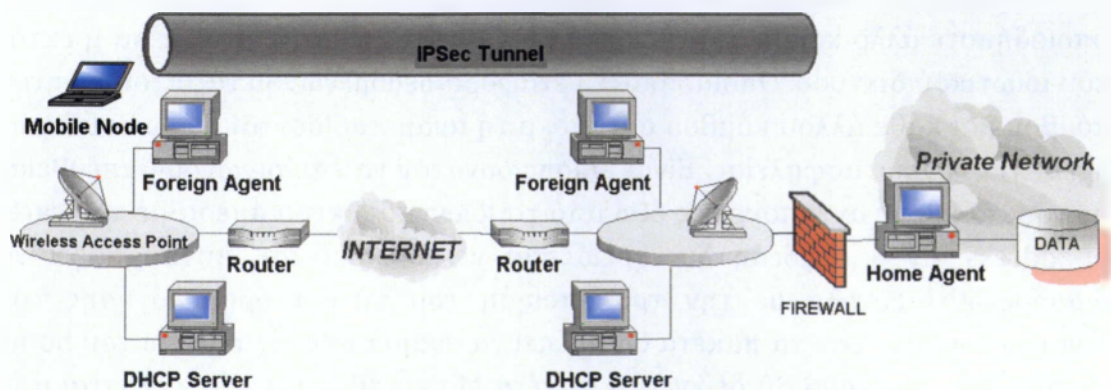 IPSec Tunnel
Mobile Node
Foreign Agent
Foreign Agent
Private Network
Wireless Access Point
Router
INTERNET
Router
Home Agent
DATA
FIREWALL
DHCP Server
DHCP Server